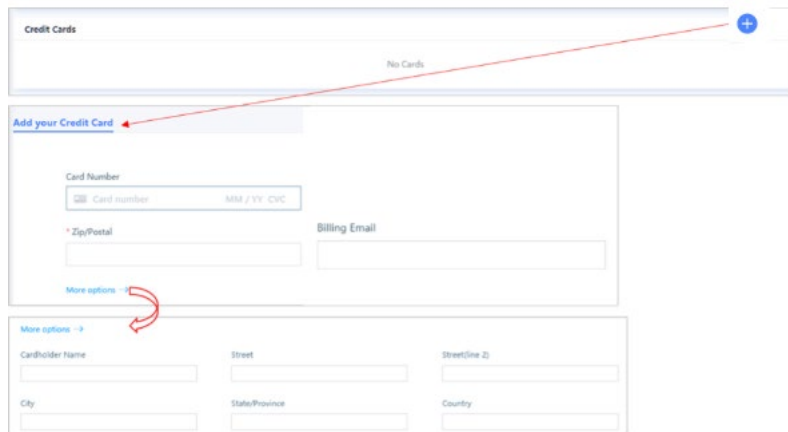 Credit Cards
No Cards
Add your Credit Card
Card Number
Card number MM / YY CVC
* Zip/Postal Billing Email
More options →
More options →
Cardholder Name Street Street(line 2)
City State/Province Country